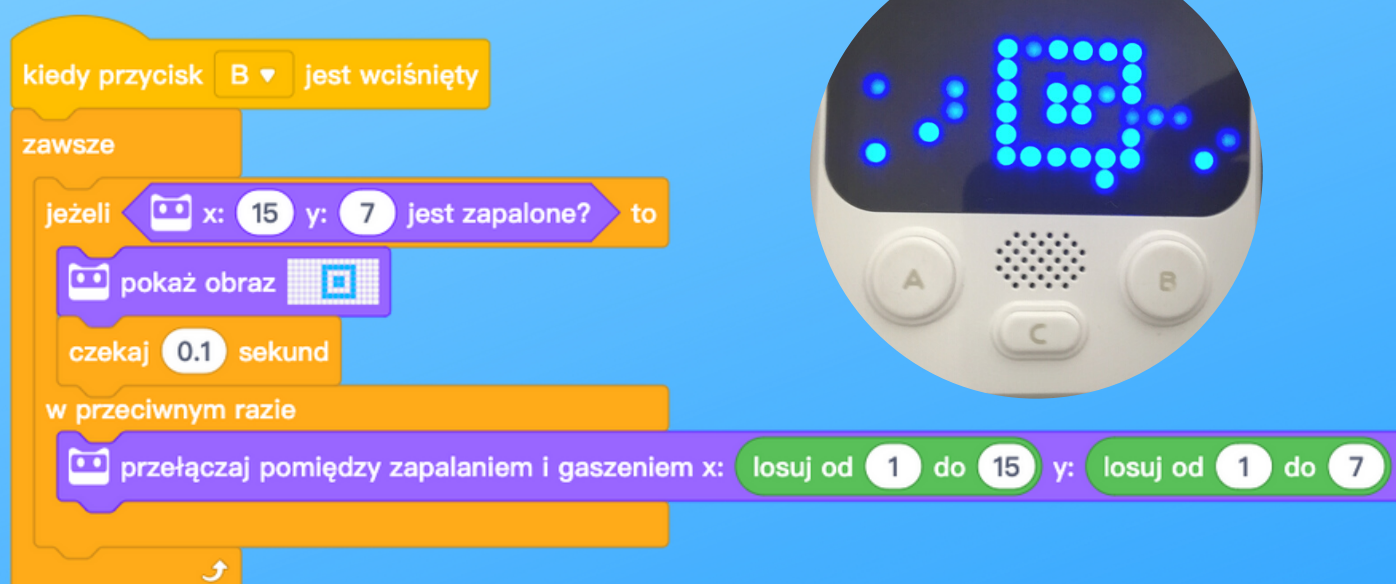 kiedy przycisk B jest wciśnięty
zawsze
jeżeli x: 15 y: 7 jest zapalone? to
pokaż obraz
czekaj 0.1 sekund
w przeciwnym razie
przełączaj pomiędzy zapalaniem i gaszeniem x: losuj od 1 do 15 y: losuj od 1 do 7
A
B
C